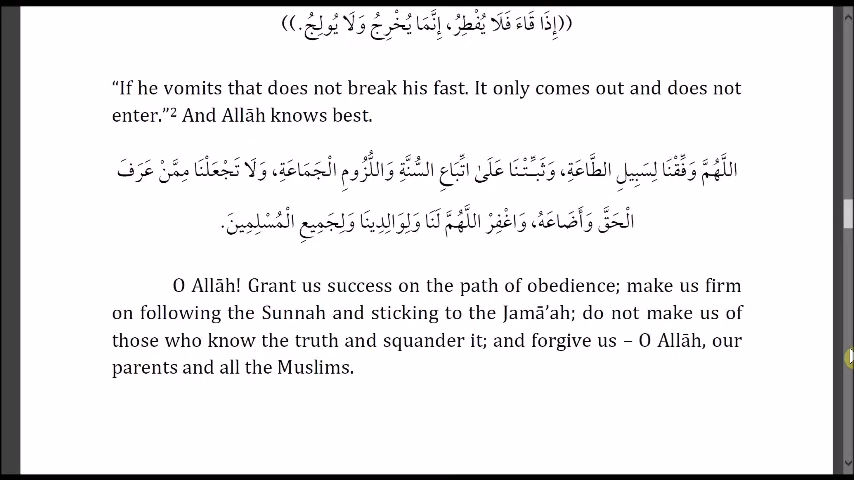 ((إِذَا قَاءَ فَلَا يُفْطِرُ، إِنَّمَا يُخْرِجُ وَلَا يُولِجُ.))
“If he vomits that does not break his fast. It only comes out and does not
enter.”² And Allāh knows best.
اللَّهُمَّ وَفِّقْنَا لِسَبِيلِ الطَّاعَةِ، وَثَبِّـتْـنَا عَلَىٰ اتِّبَاعِ السُّنَّةِ وَاللُّزُومِ الْجَمَاعَةِ، وَلَا تَجْعَلْنَا مِمَّنْ عَرَفَ
الْحَقَّ وَأَضَاعَهُ، وَاغْفِرْ اللَّهُمَّ لَنَا وَلِوَالِدِينَا وَلِجَمِيعِ الْمُسْلِمِينَ.
O Allāh! Grant us success on the path of obedience; make us firm
on following the Sunnah and sticking to the Jamā’ah; do not make us of
those who know the truth and squander it; and forgive us – O Allāh, our
parents and all the Muslims.